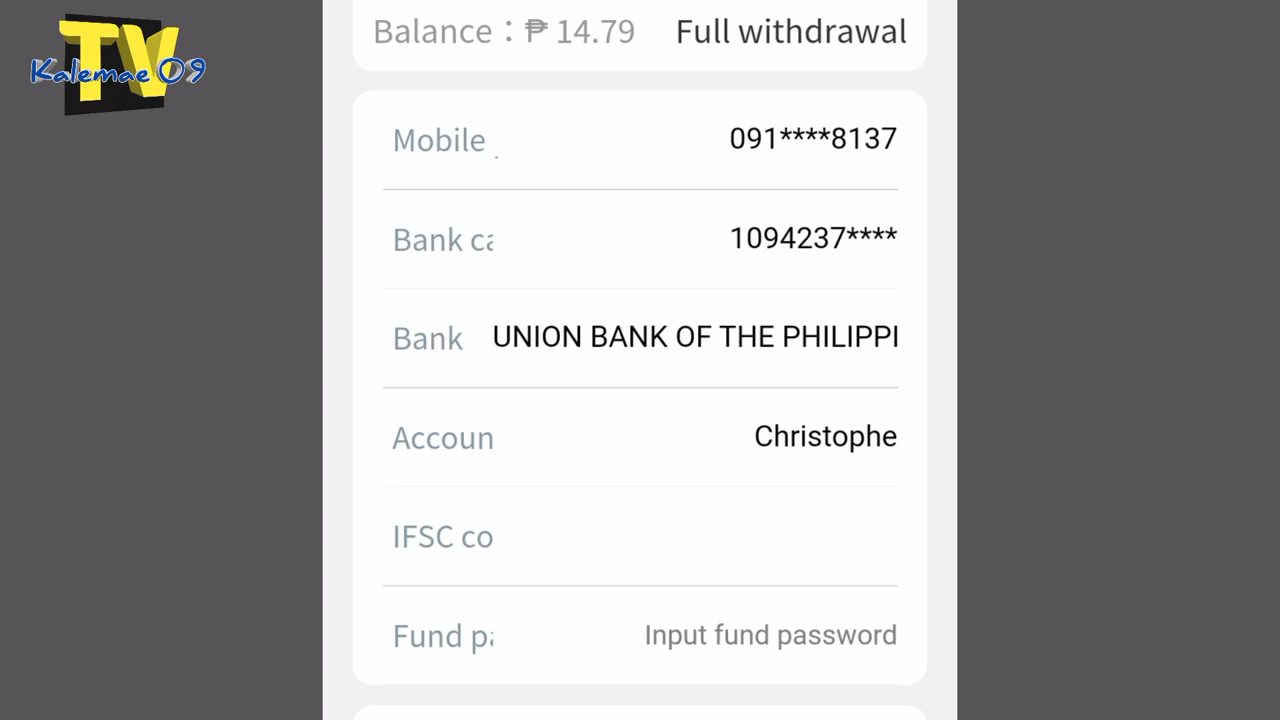 TV
Kalemae 09
Balance：₱ 14.79 Full withdrawal
Mobile 091****8137
Bank ca 1094237****
Bank UNION BANK OF THE PHILIPPI
Accoun Christophe
IFSC co
Fund pa Input fund password